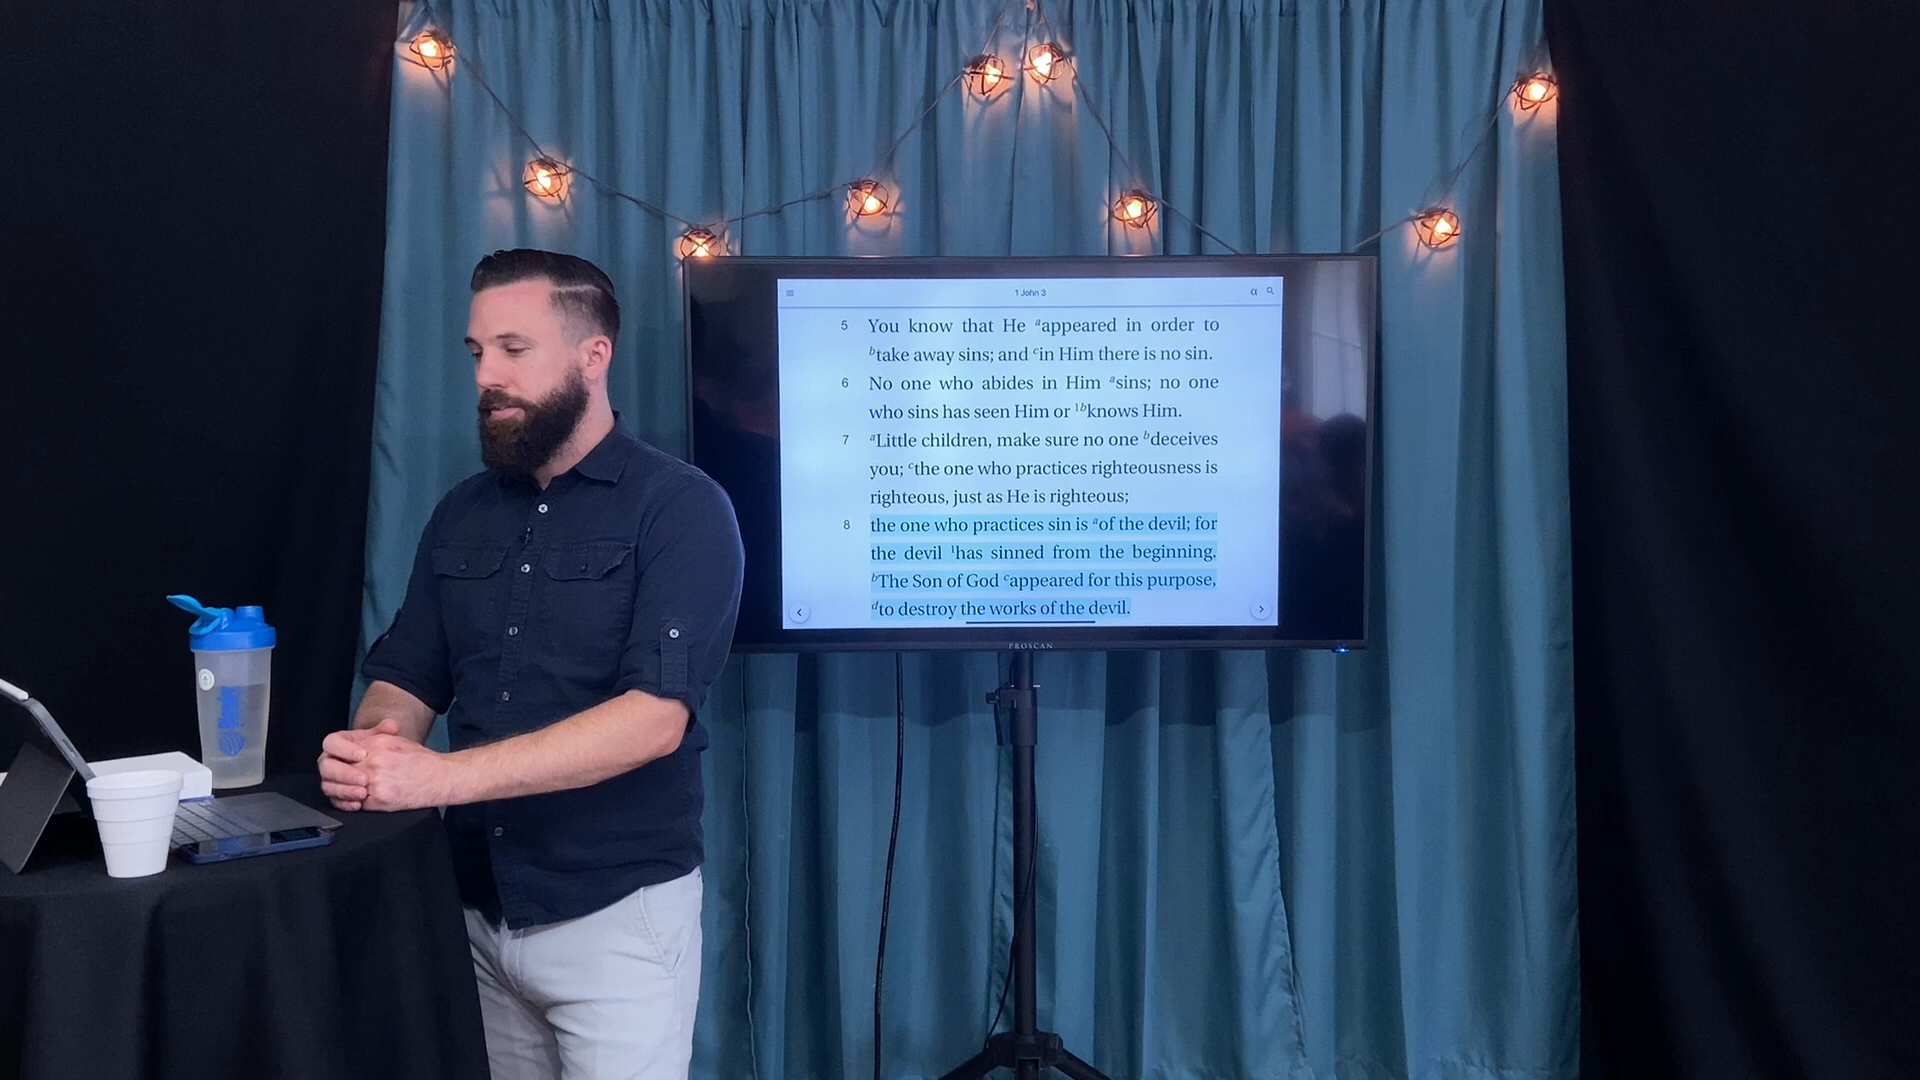 1 John 3
α
5 You know that He ᵃappeared in order to
ᵇtake away sins; and ᶜin Him there is no sin.
6 No one who abides in Him ᵃsins; no one
who sins has seen Him or ¹ᵇknows Him.
7 ᵃLittle children, make sure no one ᵇdeceives
you; ᶜthe one who practices righteousness is
righteous, just as He is righteous;
8 the one who practices sin is ᵃof the devil; for
the devil ¹has sinned from the beginning.
ᵇThe Son of God ᶜappeared for this purpose,
ᵈto destroy the works of the devil.
PROSCAN